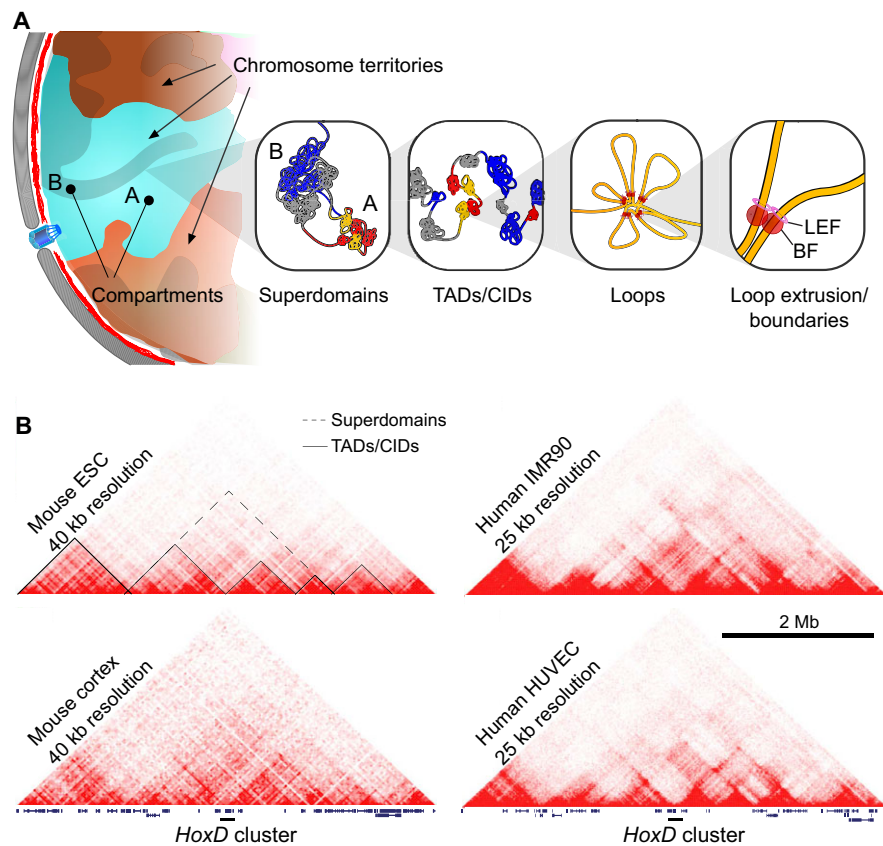 A
Chromosome territories
B
A
Compartments
B
A
Superdomains
TADs/CIDs
Loops
LEF
BF
Loop extrusion/
boundaries
B
Superdomains
TADs/CIDs
Mouse ESC
40 kb resolution
Human IMR90
25 kb resolution
Mouse cortex
40 kb resolution
Human HUVEC
25 kb resolution
2 Mb
HoxD cluster
HoxD cluster